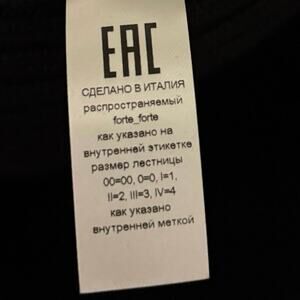 EAC
СДЕЛАНО В ИТАЛИЯ
распространяемый
forte_forte
как указано на
внутренней этикетке
размер лестницы
00=00, 0=0, I=1,
II=2, III=3, IV=4
как указано
внутренней меткой